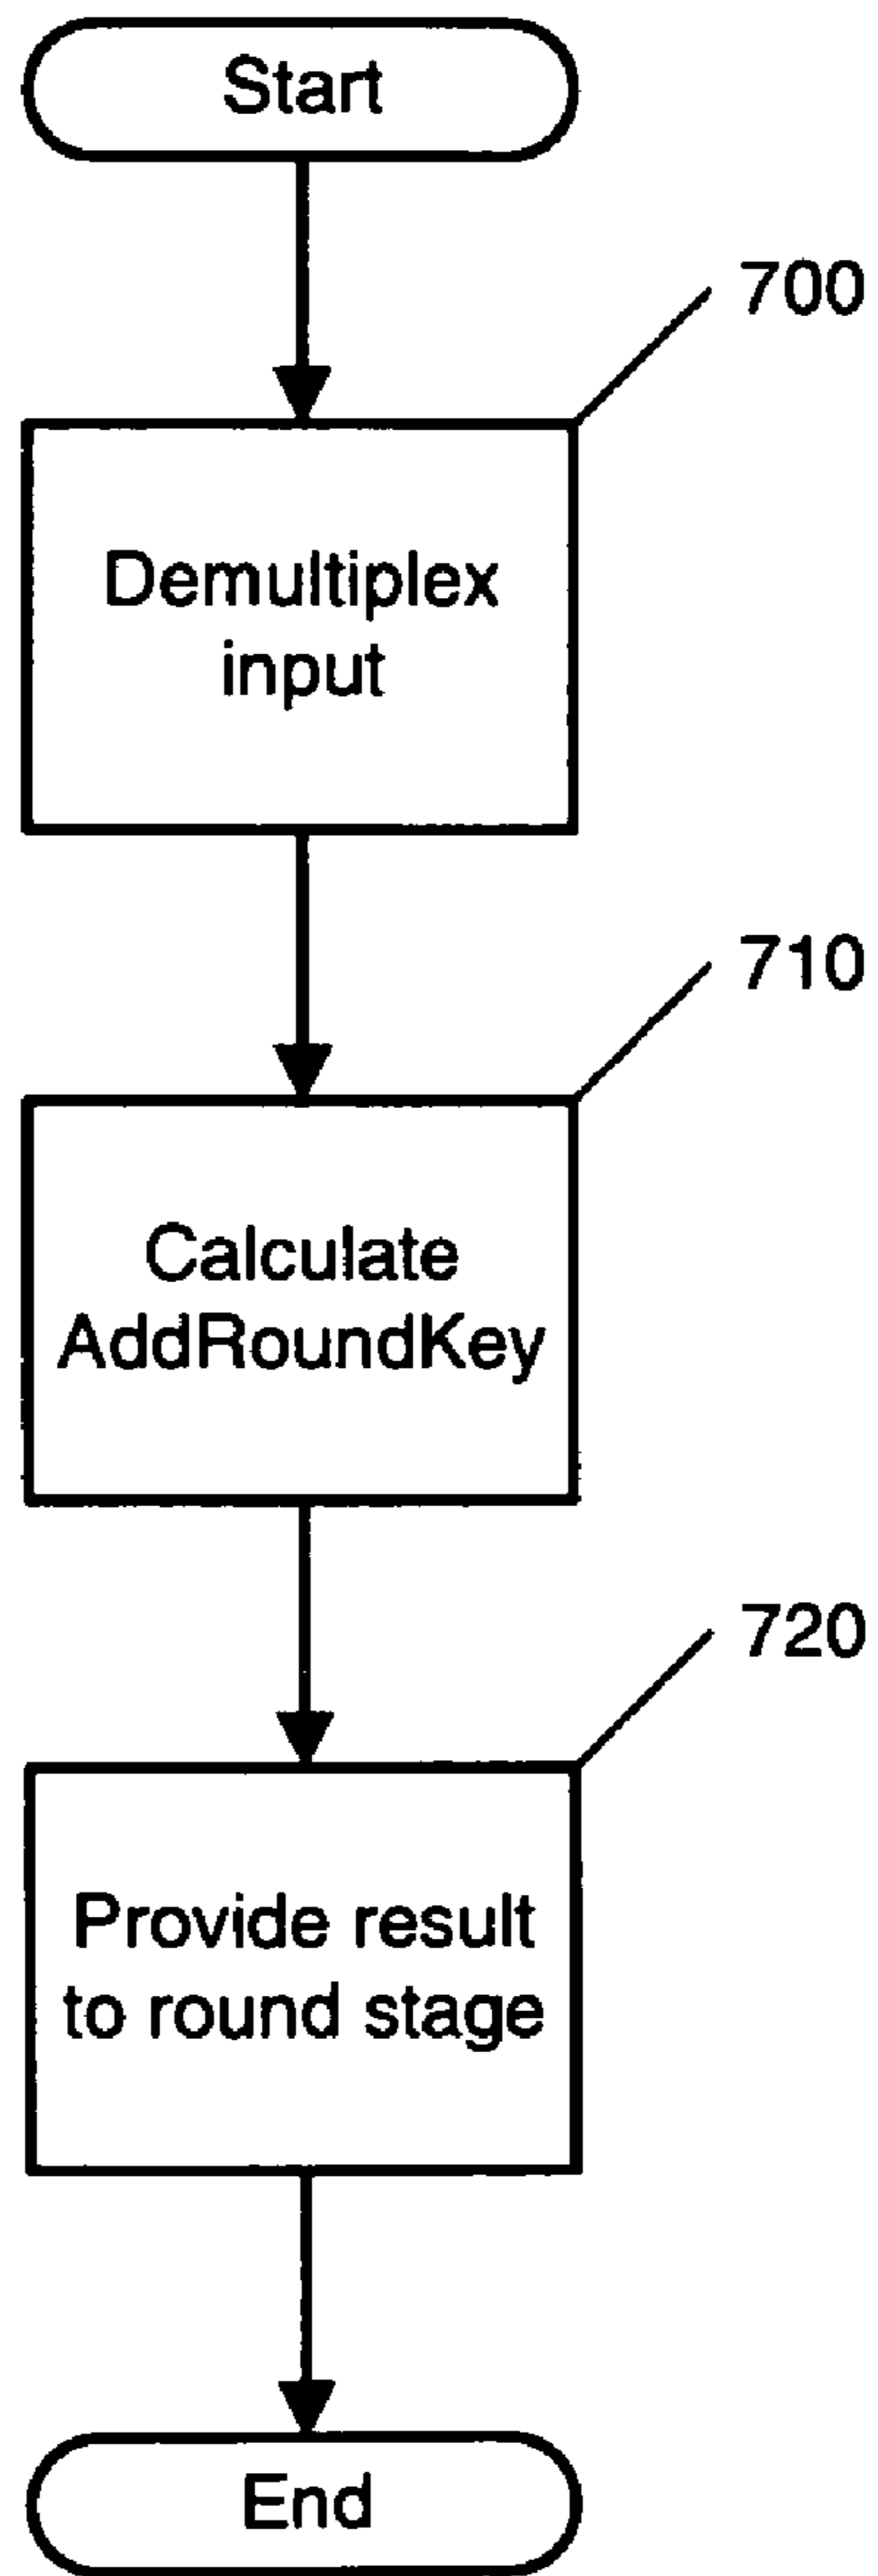 Start
700
Demultiplex
input
710
Calculate
AddRoundKey
720
Provide result
to round stage
End